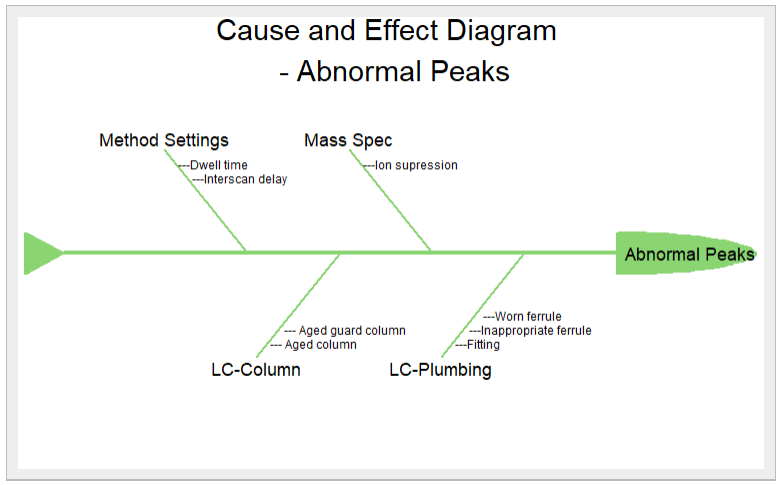 Cause and Effect Diagram
- Abnormal Peaks
Method Settings
---Dwell time
---Interscan delay
Mass Spec
---Ion supression
Abnormal Peaks
--- Aged guard column
--- Aged column
LC-Column
---Worn ferrule
---Inappropriate ferrule
---Fitting
LC-Plumbing